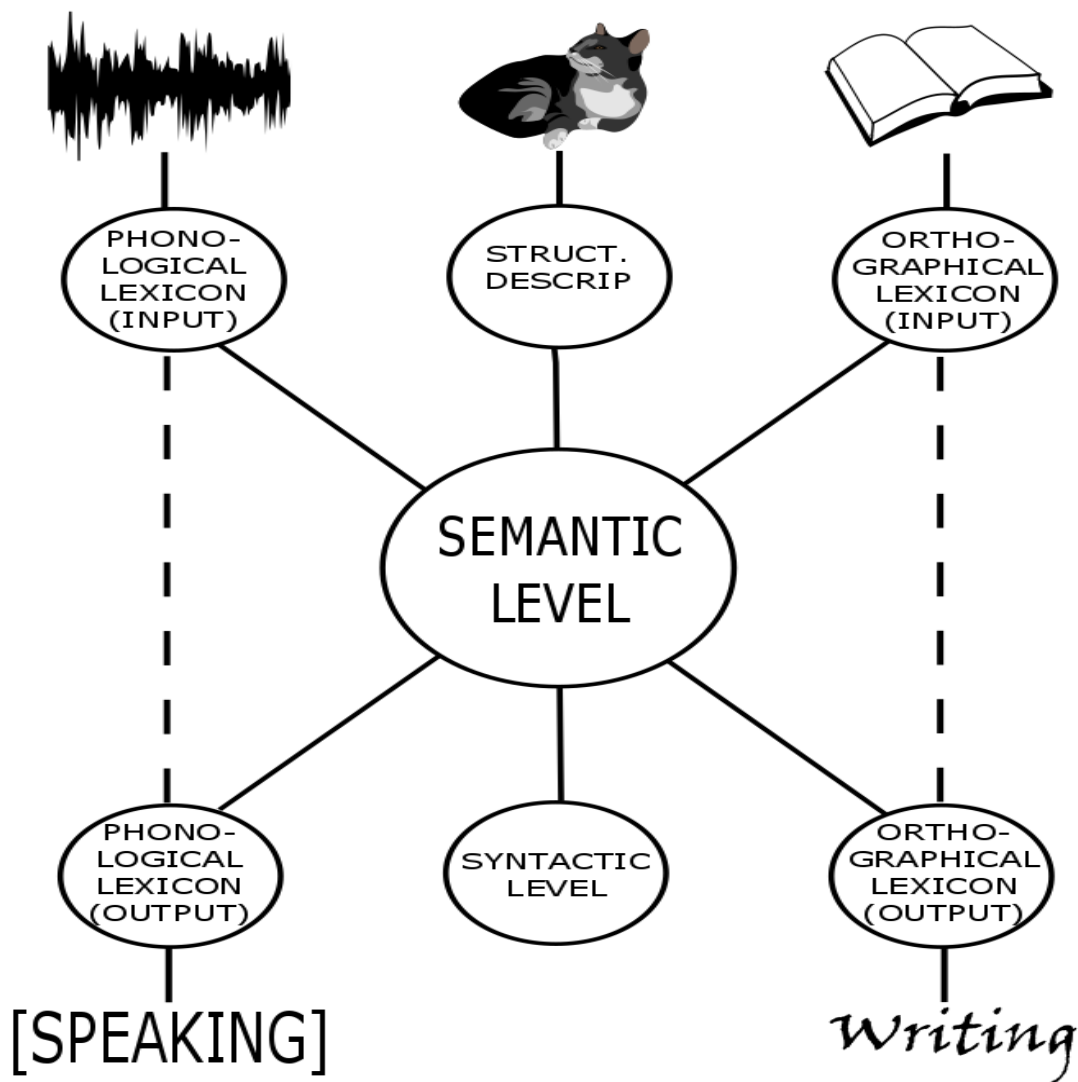 PHONO-
LOGICAL
LEXICON
(INPUT)
STRUCT.
DESCRIP
ORTHO-
GRAPHICAL
LEXICON
(INPUT)
SEMANTIC
LEVEL
PHONO-
LOGICAL
LEXICON
(OUTPUT)
SYNTACTIC
LEVEL
ORTHO-
GRAPHICAL
LEXICON
(OUTPUT)
[SPEAKING]
Writing